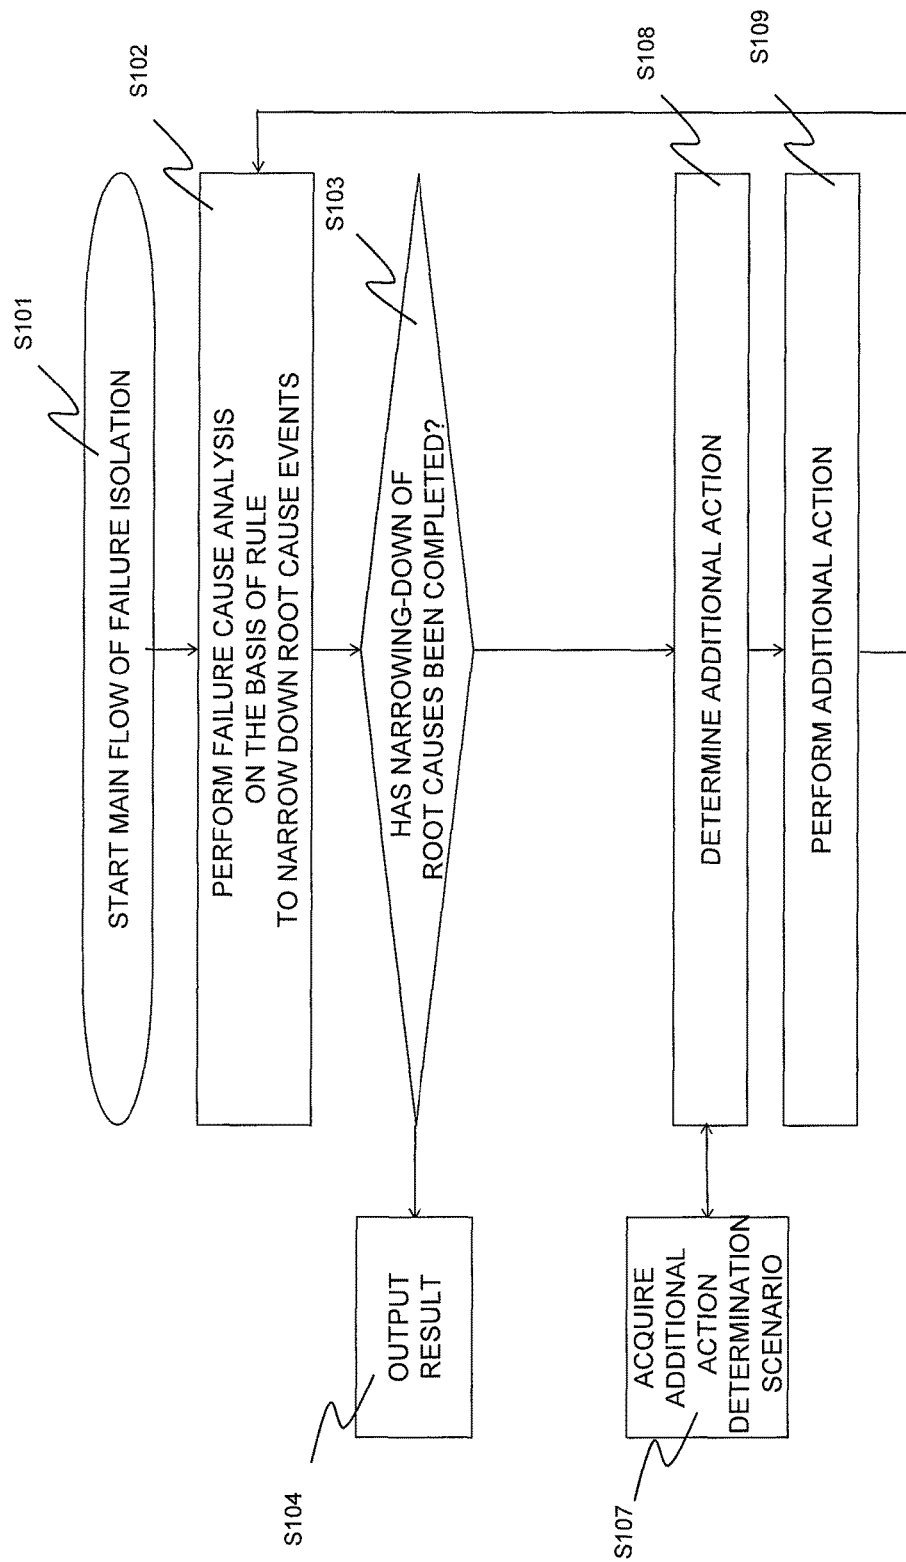 S101
START MAIN FLOW OF FAILURE ISOLATION
S102
PERFORM FAILURE CAUSE ANALYSIS
ON THE BASIS OF RULE
TO NARROW DOWN ROOT CAUSE EVENTS
S103
HAS NARROWING-DOWN OF
ROOT CAUSES BEEN COMPLETED?
S104
OUTPUT
RESULT
S107
ACQUIRE
ADDITIONAL
ACTION
DETERMINATION
SCENARIO
S108
DETERMINE ADDITIONAL ACTION
S109
PERFORM ADDITIONAL ACTION